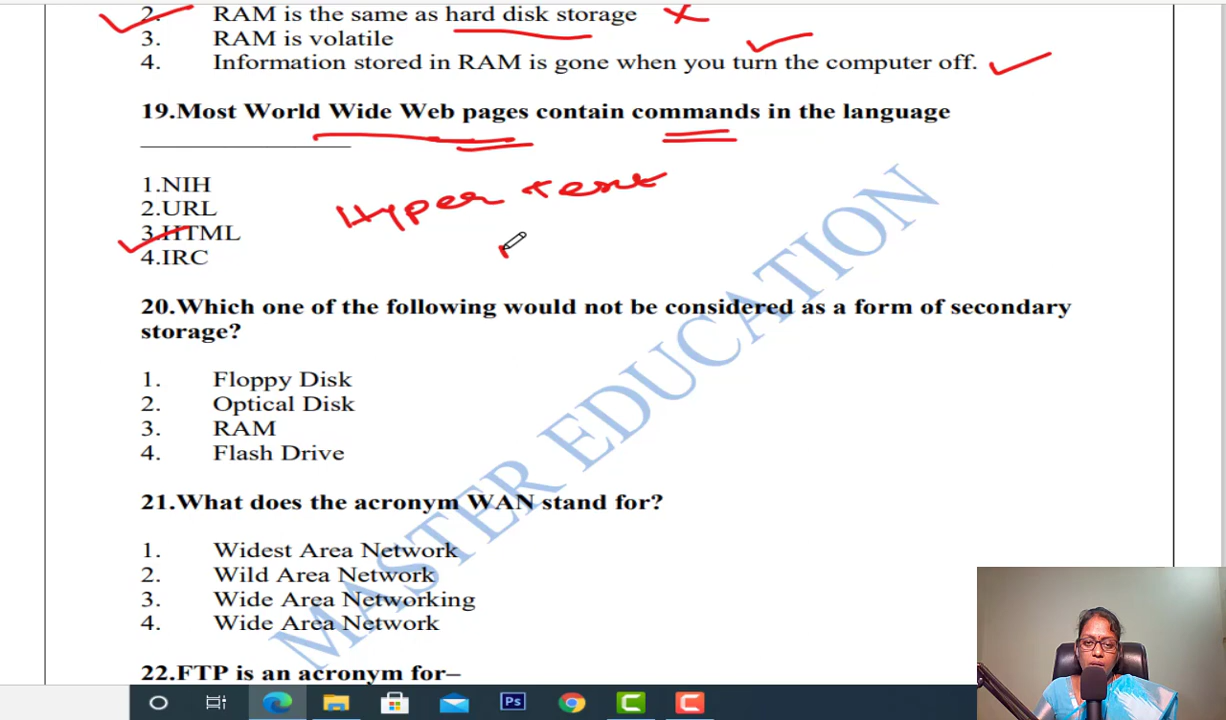 2. RAM is the same as hard disk storage
3. RAM is volatile
4. Information stored in RAM is gone when you turn the computer off.
19.Most World Wide Web pages contain commands in the language
____________________
1.NIH
2.URL
3.HTML
4.IRC
Hyper Text
20.Which one of the following would not be considered as a form of secondary
storage?
1. Floppy Disk
2. Optical Disk
3. RAM
4. Flash Drive
21.What does the acronym WAN stand for?
1. Widest Area Network
2. Wild Area Network
3. Wide Area Networking
4. Wide Area Network
22.FTP is an acronym for–
MASTER EDUCATION
Ps
C
C